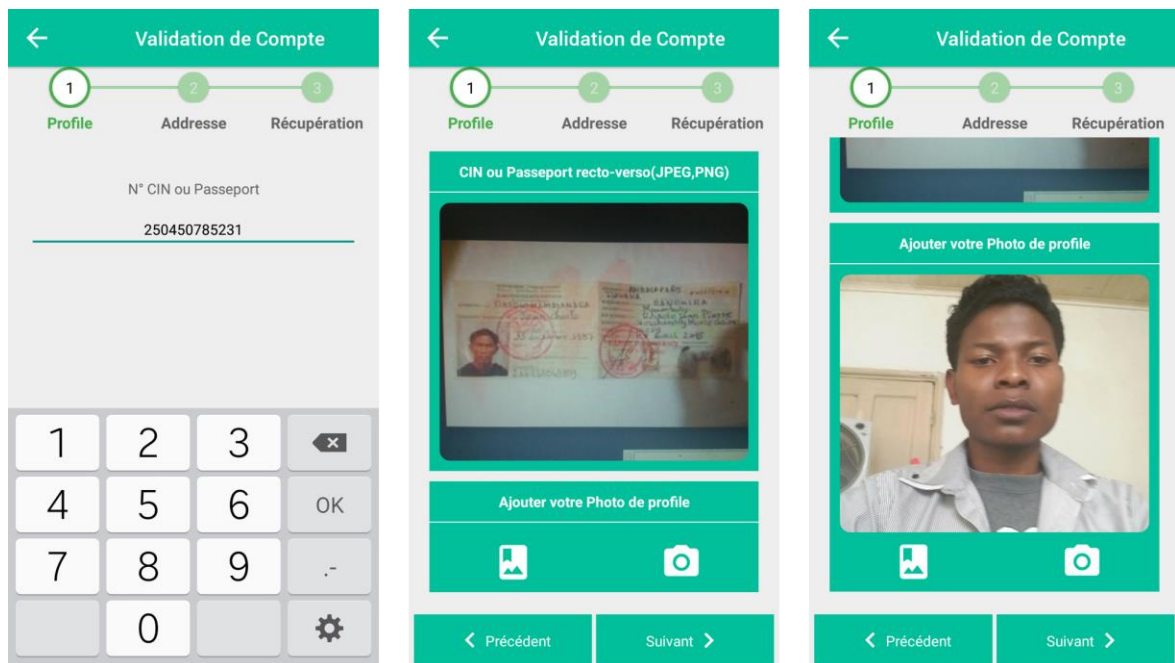 Validation de Compte
1
2
3
Profile
Addresse
Récupération
N° CIN ou Passeport
250450785231
1 2 3
4 5 6 OK
7 8 9 .-
0
Validation de Compte
1
2
3
Profile
Addresse
Récupération
CIN ou Passeport recto-verso(JPEG,PNG)
Ajouter votre Photo de profile
Précédent
Suivant
Validation de Compte
1
2
3
Profile
Addresse
Récupération
Ajouter votre Photo de profile
Précédent
Suivant